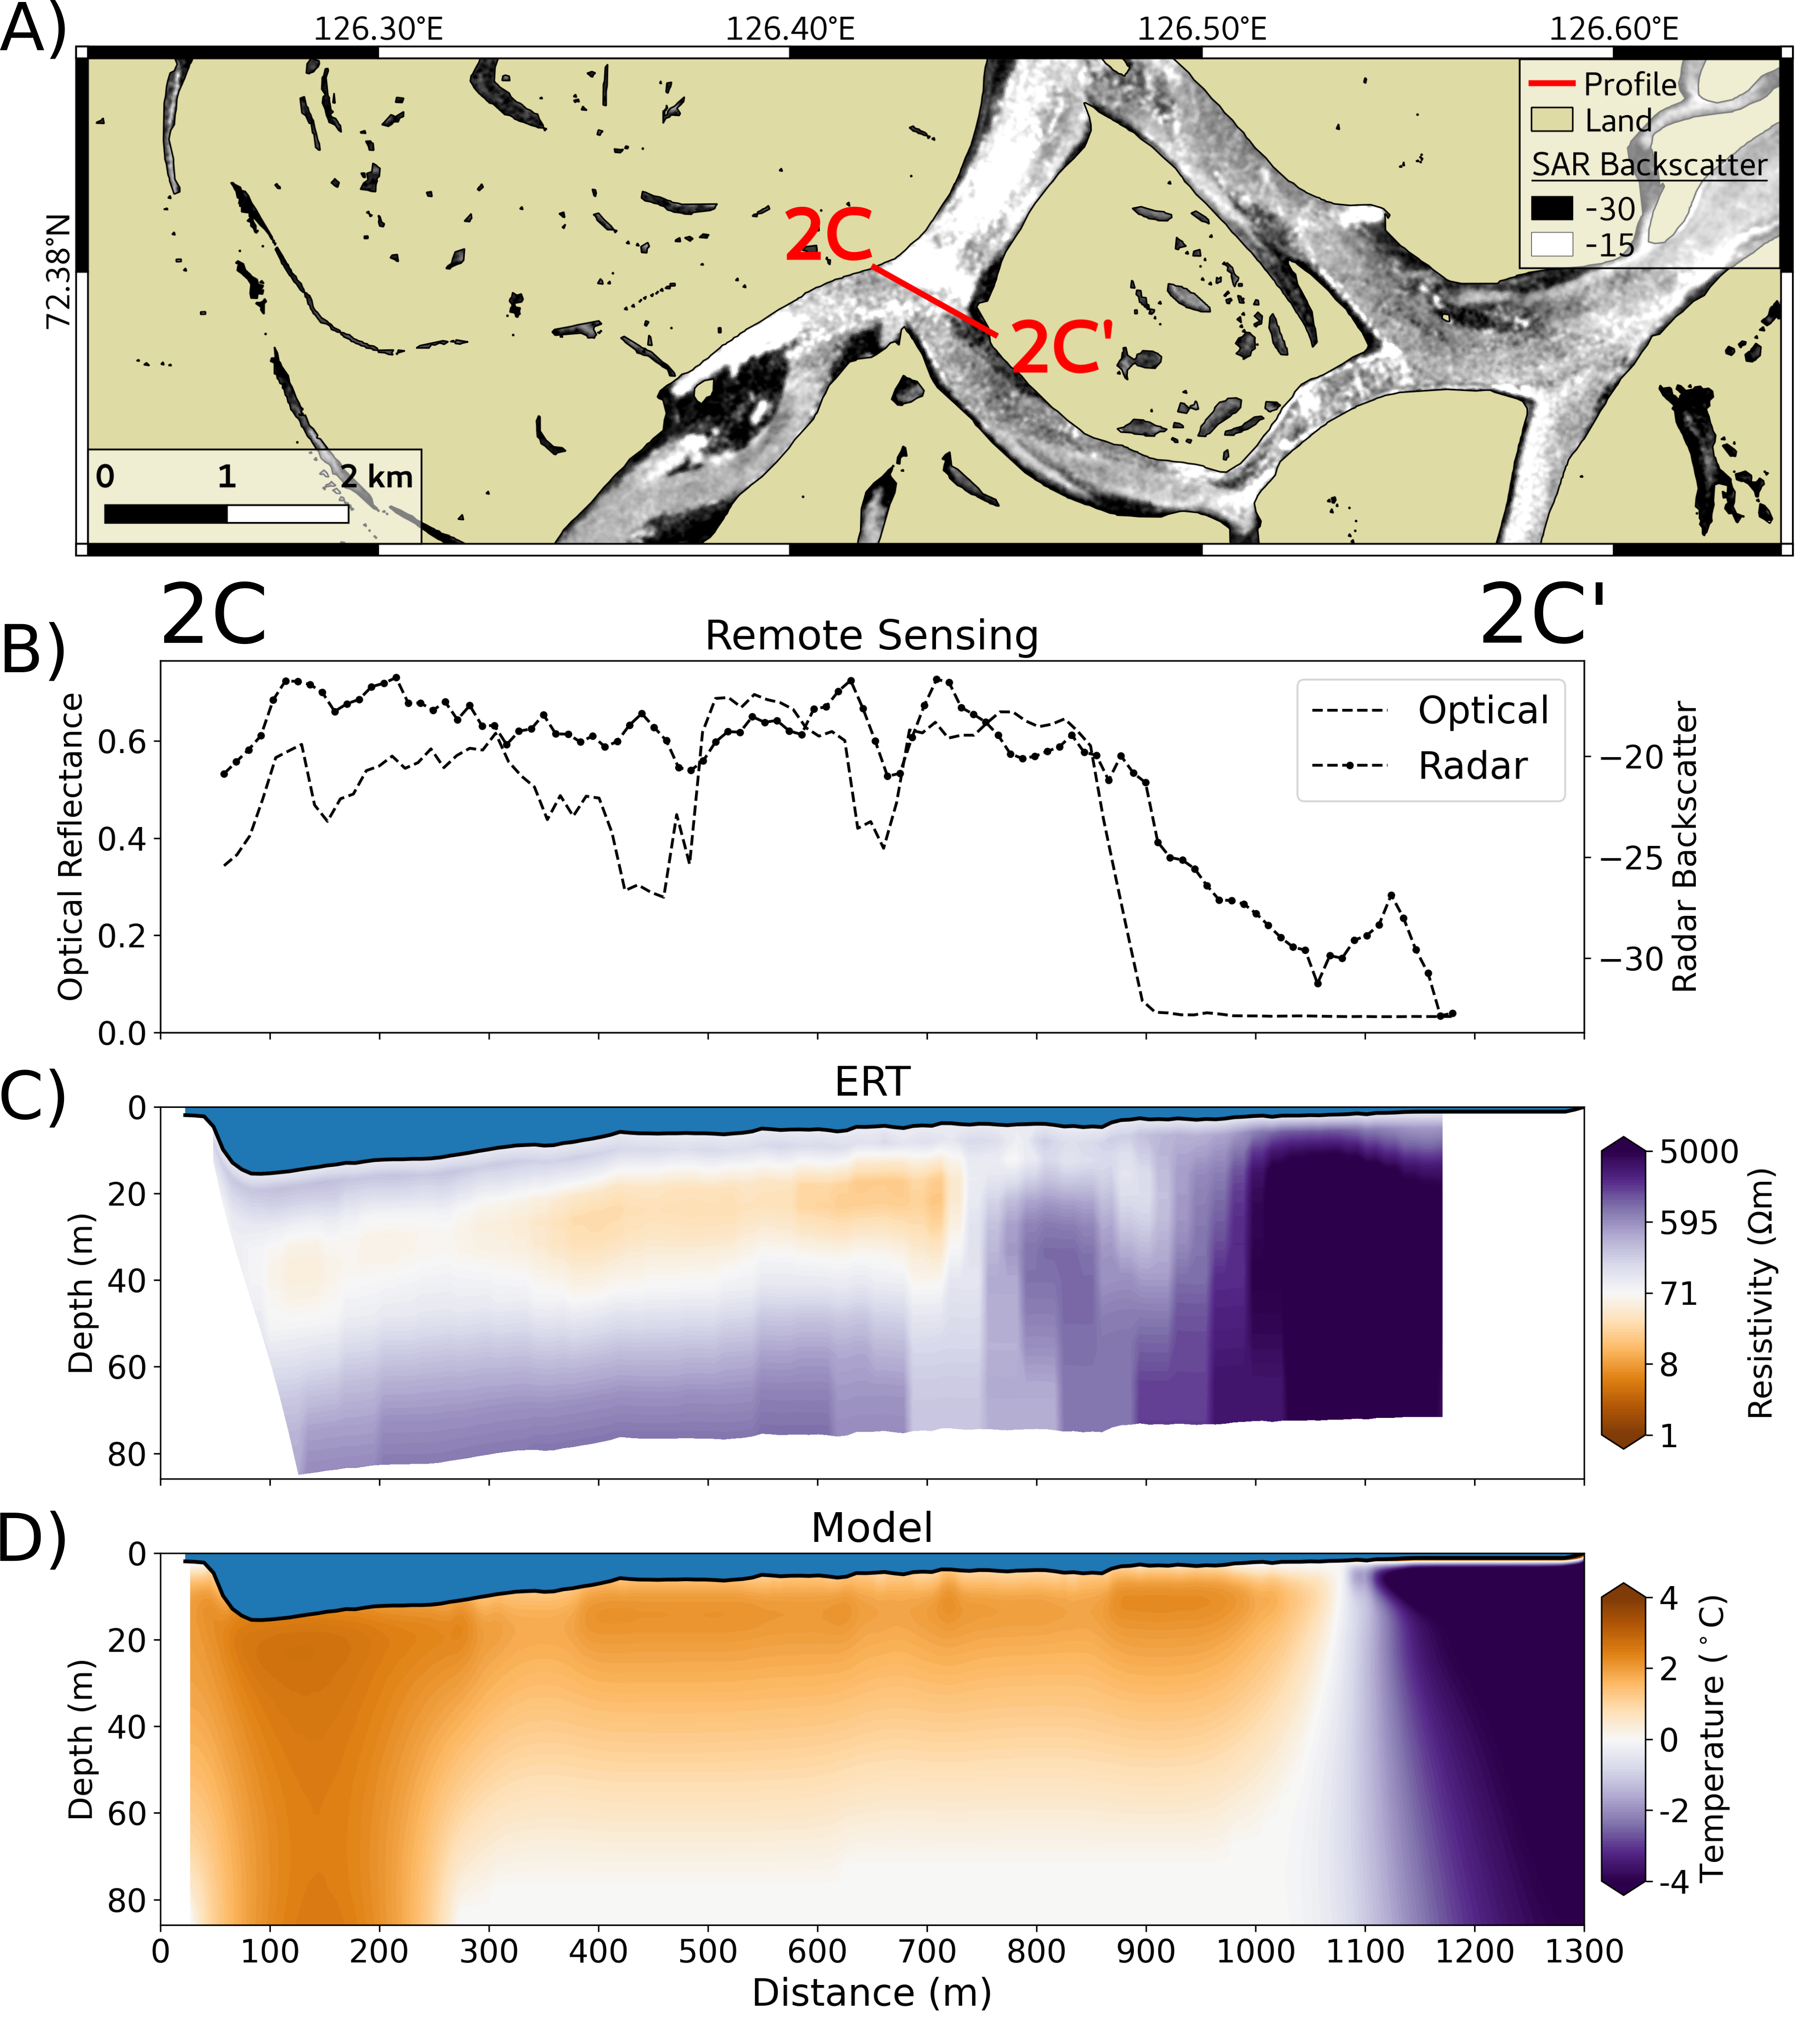 A)
126.30°E 126.40°E 126.50°E 126.60°E
72.38°N
Profile
Land
SAR Backscatter
-30
-15
2C
2C'
0 1 2 km
2C 2C'
B)
Remote Sensing
Optical Reflectance
0.6
0.4
0.2
0.0
Optical
Radar
−20
−25
−30
Radar Backscatter
C)
ERT
Depth (m)
0
20
40
60
80
5000
595
71
8
1
Resistivity (Ωm)
D)
Model
Depth (m)
0
20
40
60
80
4
2
0
-2
-4
Temperature (°C)
0 100 200 300 400 500 600 700 800 900 1000 1100 1200 1300
Distance (m)